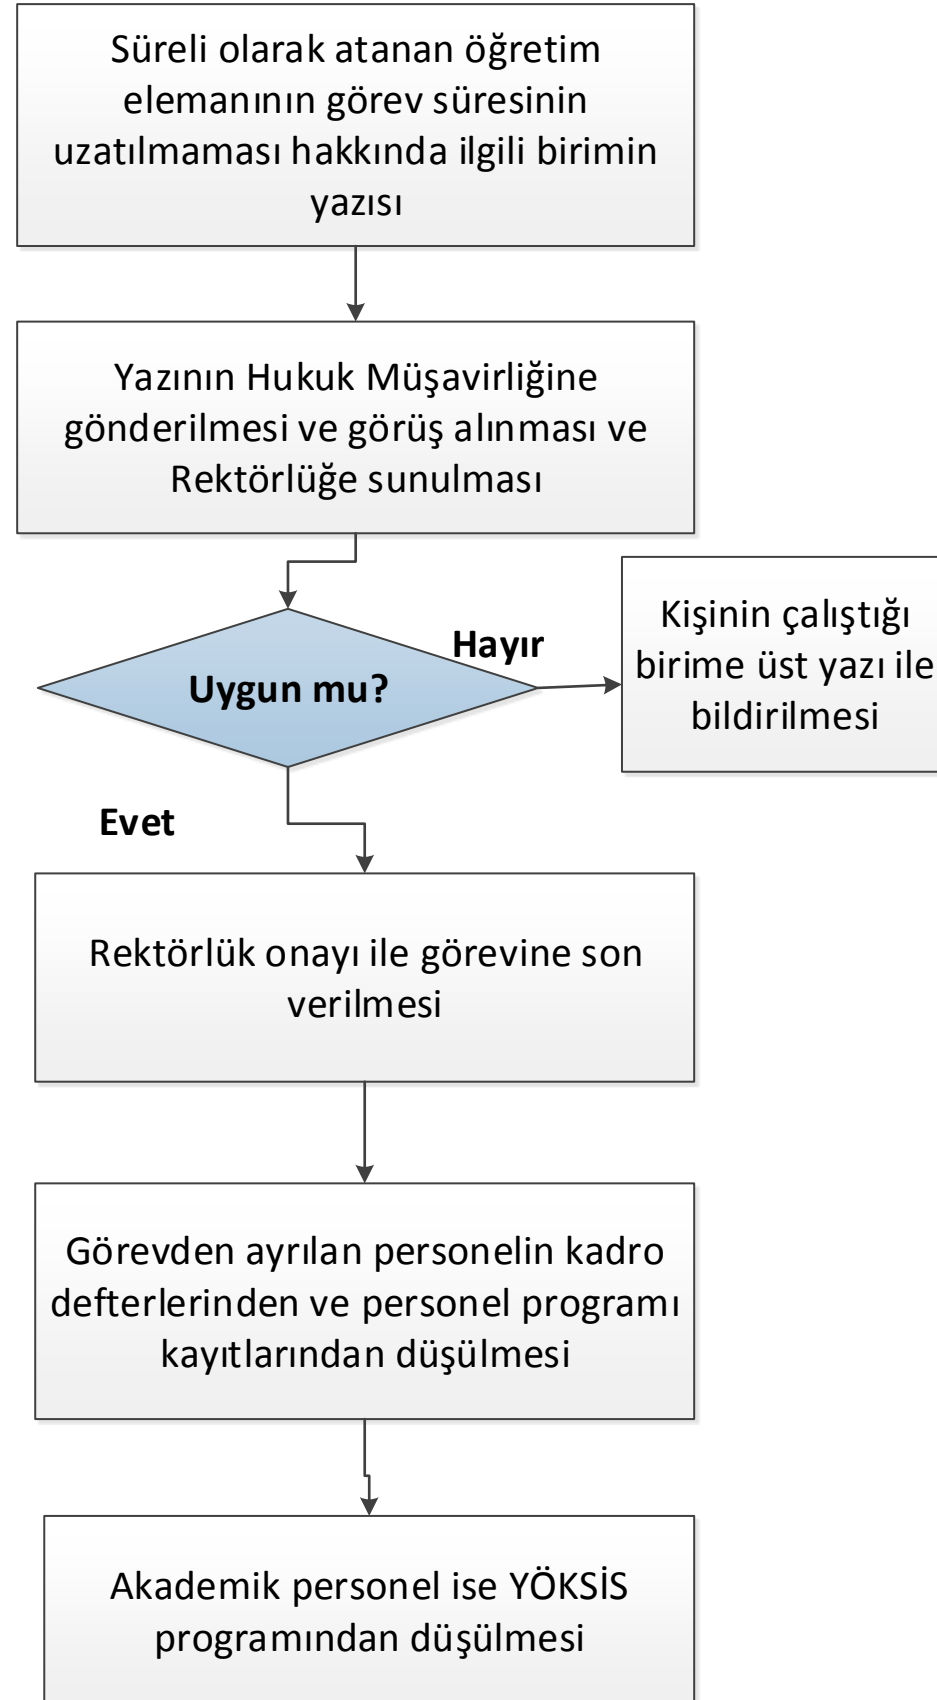 Süreli olarak atanan öğretim
elemanının görev süresinin
uzatılmaması hakkında ilgili birimin
yazısı
Yazının Hukuk Müşavirliğine
gönderilmesi ve görüş alınması ve
Rektörlüğe sunulması
Uygun mu?
Hayır
Kişinin çalıştığı
birime üst yazı ile
bildirilmesi
Evet
Rektörlük onayı ile görevine son
verilmesi
Görevden ayrılan personelin kadro
defterlerinden ve personel programı
kayıtlarından düşülmesi
Akademik personel ise YÖKSİS
programından düşülmesi